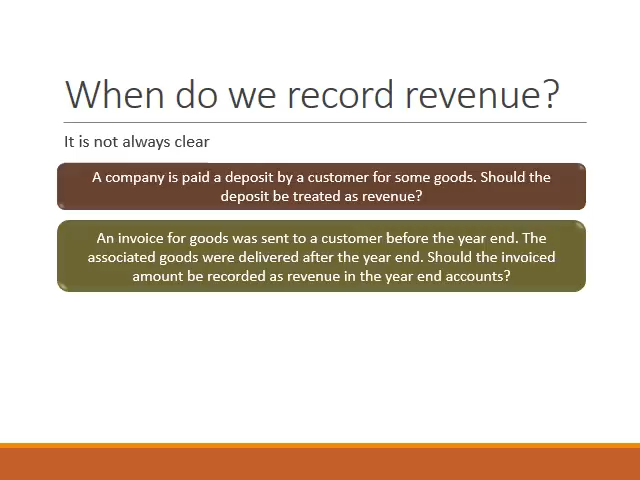 When do we record revenue?
It is not always clear
A company is paid a deposit by a customer for some goods. Should the
deposit be treated as revenue?
An invoice for goods was sent to a customer before the year end. The
associated goods were delivered after the year end. Should the invoiced
amount be recorded as revenue in the year end accounts?